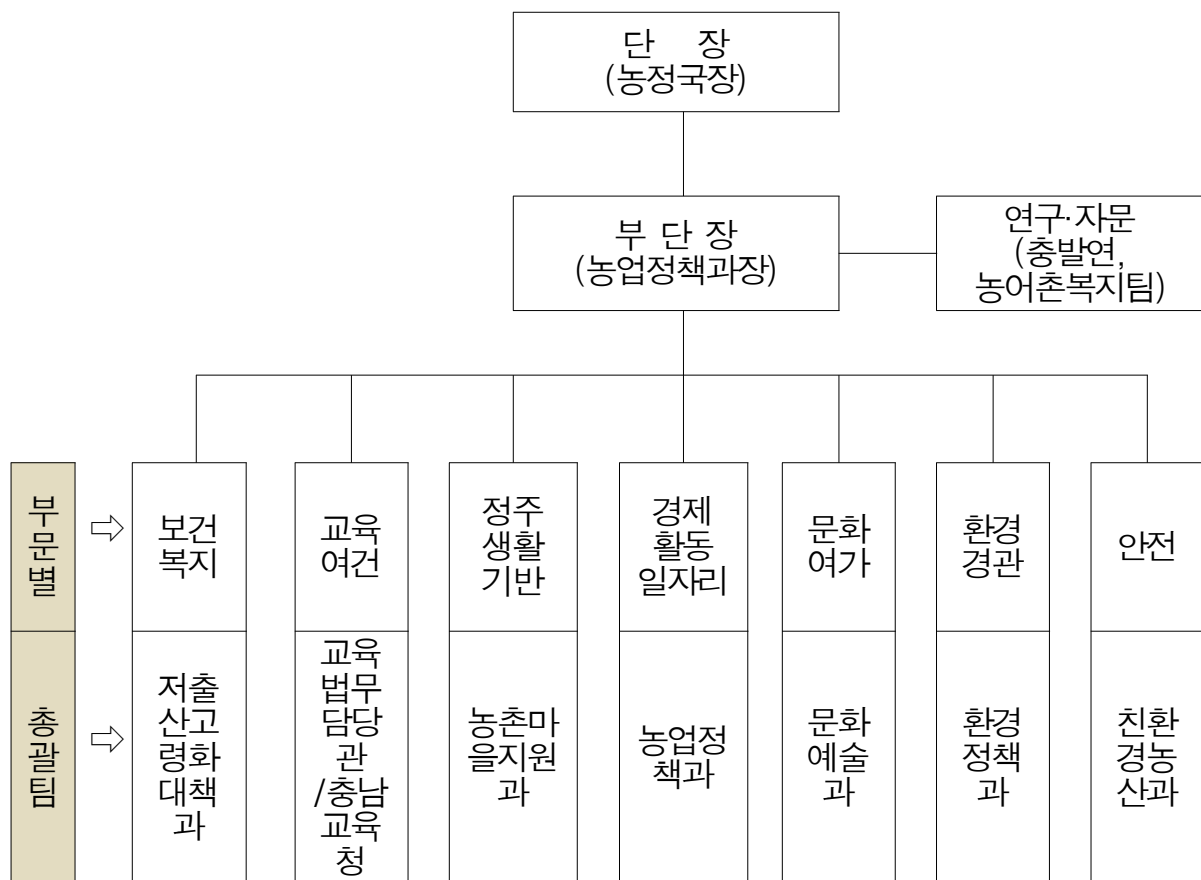 단 장
(농정국장)
부 단 장
(농업정책과장)
연구·자문
(충발연,
농어촌복지팀)
부
문
별
⇨
보건
복지
교육
여건
정주
생활
기반
경제
활동
일자리
문화
여가
환경
경관
안전
총
괄
팀
⇨
저출
산고
령화
대책
과
교육
법무
담당
관
/충남
교육
청
농촌마
을지원
과
농업정
책과
문화
예술
과
환경
정책
과
친환
경농
산과